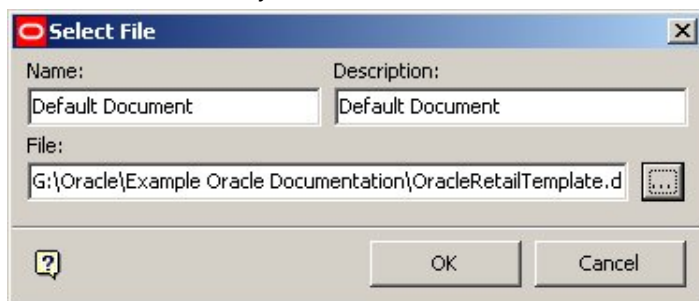 Select File
Name: Description:
Default Document Default Document
File:
G:\Oracle\Example Oracle Documentation\OracleRetailTemplate.d ...
? OK Cancel